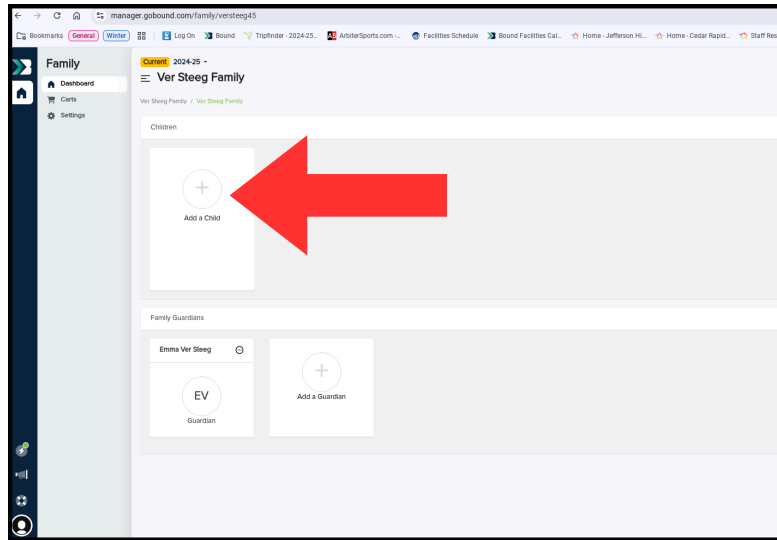 manager.gobound.com/family/versteeg45
Bookmarks General Winter Log On Bound Tripfinder - 2024-25... AS ArbiterSports.com -... Facilities Schedule Bound Facilities Cal... Home - Jefferson Hi... Home - Cedar Rapid... Staff Res
Family
Dashboard
Carts
Settings
Current 2024-25
Ver Steeg Family
Ver Steeg Family / Ver Steeg Family
Children
Add a Child
Family Guardians
Emma Ver Steeg
EV
Guardian
Add a Guardian